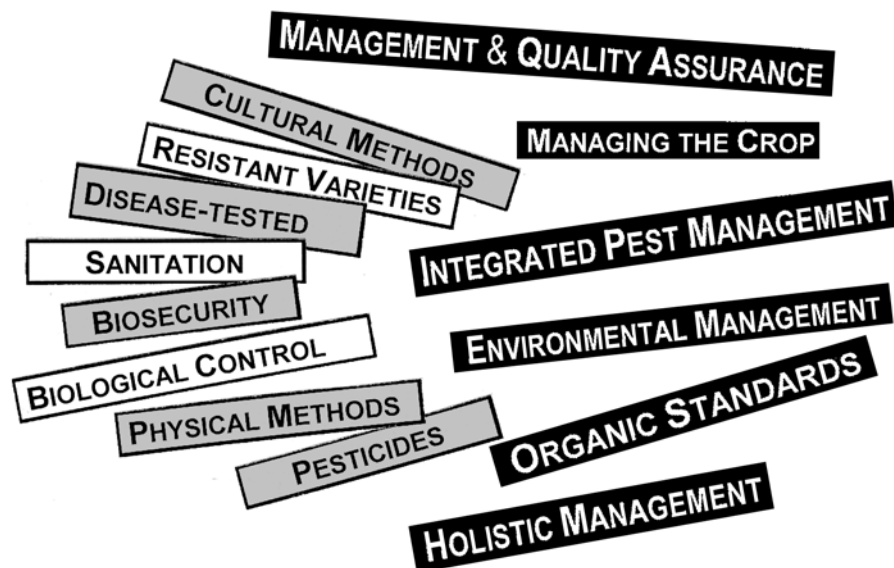 MANAGEMENT & QUALITY ASSURANCE
CULTURAL METHODS
MANAGING THE CROP
RESISTANT VARIETIES
DISEASE-TESTED
INTEGRATED PEST MANAGEMENT
SANITATION
BIOSECURITY
ENVIRONMENTAL MANAGEMENT
BIOLOGICAL CONTROL
PHYSICAL METHODS
ORGANIC STANDARDS
PESTICIDES
HOLISTIC MANAGEMENT